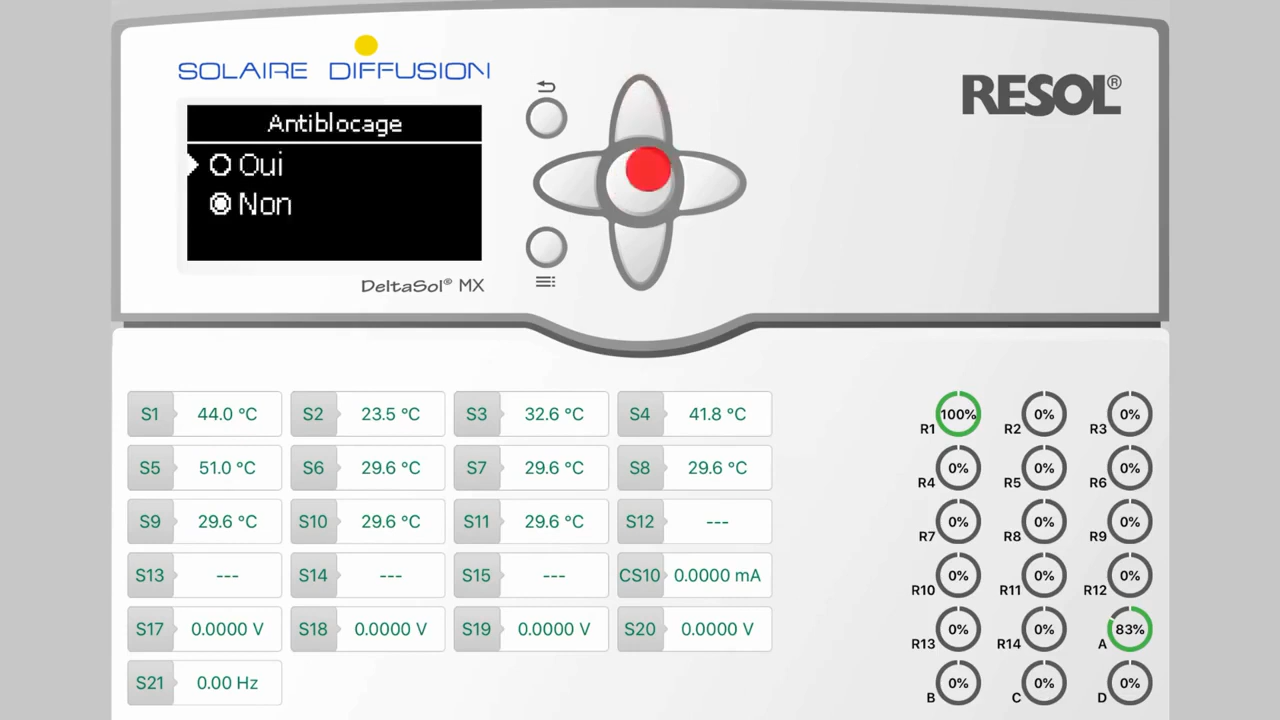 SOLAIRE DIFFUSION
RESOL®
Antiblocage
Oui
Non
DeltaSol® MX
S1 44.0 °C S2 23.5 °C S3 32.6 °C S4 41.8 °C
S5 51.0 °C S6 29.6 °C S7 29.6 °C S8 29.6 °C
S9 29.6 °C S10 29.6 °C S11 29.6 °C S12 ---
S13 --- S14 --- S15 --- CS10 0.0000 mA
S17 0.0000 V S18 0.0000 V S19 0.0000 V S20 0.0000 V
S21 0.00 Hz
R1 100% R2 0% R3 0%
R4 0% R5 0% R6 0%
R7 0% R8 0% R9 0%
R10 0% R11 0% R12 0%
R13 0% R14 0% A 83%
B 0% C 0% D 0%